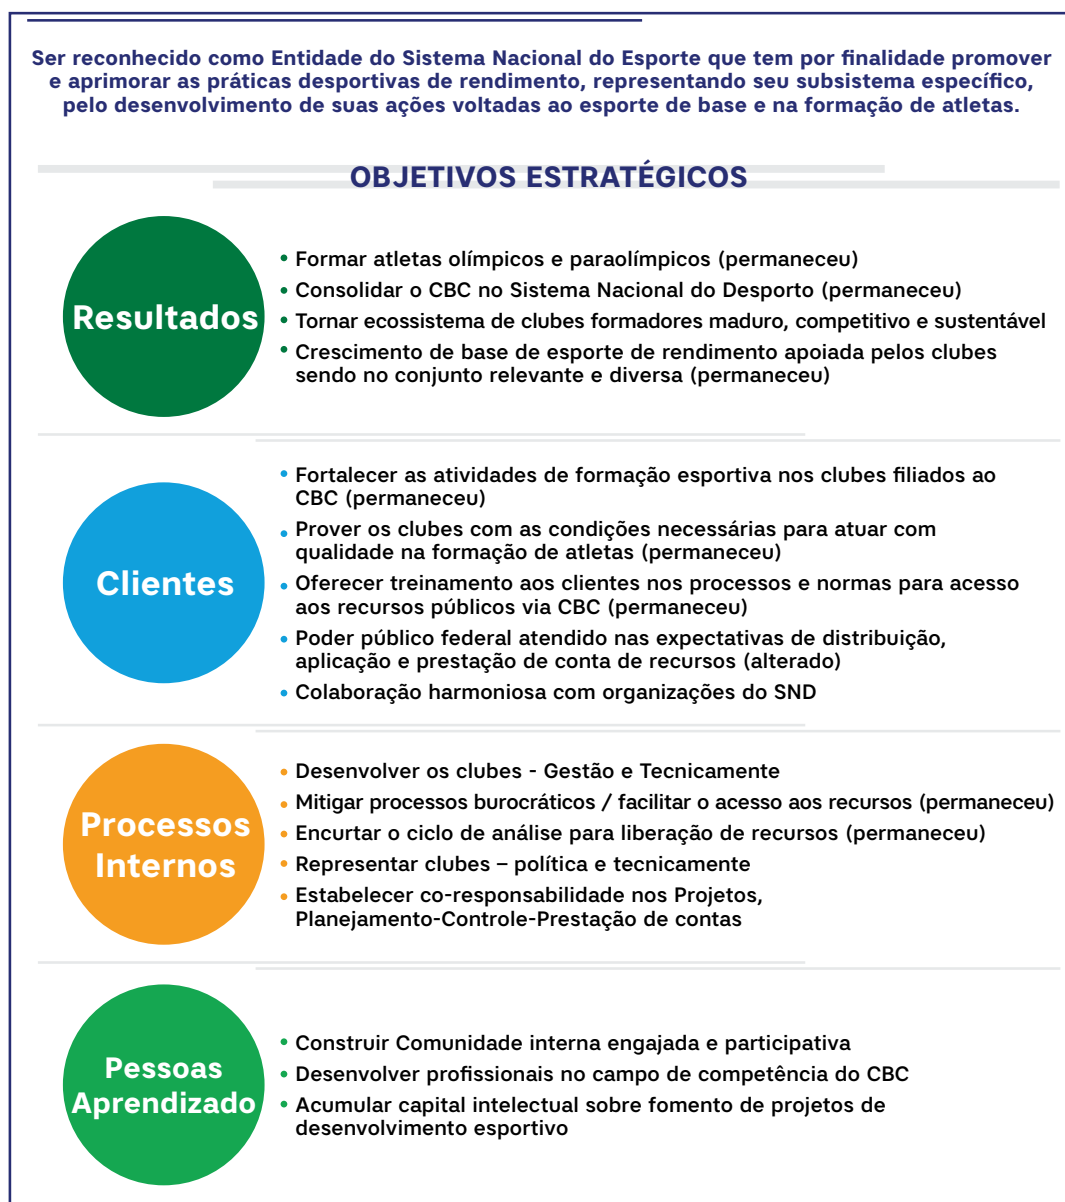 Ser reconhecido como Entidade do Sistema Nacional do Esporte que tem por finalidade promover
e aprimorar as práticas desportivas de rendimento, representando seu subsistema específico,
pelo desenvolvimento de suas ações voltadas ao esporte de base e na formação de atletas.
OBJETIVOS ESTRATÉGICOS
Resultados
• Formar atletas olímpicos e paraolímpicos (permaneceu)
• Consolidar o CBC no Sistema Nacional do Desporto (permaneceu)
• Tornar ecossistema de clubes formadores maduro, competitivo e sustentável
• Crescimento de base de esporte de rendimento apoiada pelos clubes
sendo no conjunto relevante e diversa (permaneceu)
Clientes
• Fortalecer as atividades de formação esportiva nos clubes filiados ao
CBC (permaneceu)
• Prover os clubes com as condições necessárias para atuar com
qualidade na formação de atletas (permaneceu)
• Oferecer treinamento aos clientes nos processos e normas para acesso
aos recursos públicos via CBC (permaneceu)
• Poder público federal atendido nas expectativas de distribuição,
aplicação e prestação de conta de recursos (alterado)
• Colaboração harmoniosa com organizações do SND
Processos
Internos
• Desenvolver os clubes - Gestão e Tecnicamente
• Mitigar processos burocráticos / facilitar o acesso aos recursos (permaneceu)
• Encurtar o ciclo de análise para liberação de recursos (permaneceu)
• Representar clubes – política e tecnicamente
• Estabelecer co-responsabilidade nos Projetos,
Planejamento-Controle-Prestação de contas
Pessoas
Aprendizado
• Construir Comunidade interna engajada e participativa
• Desenvolver profissionais no campo de competência do CBC
• Acumular capital intelectual sobre fomento de projetos de
desenvolvimento esportivo